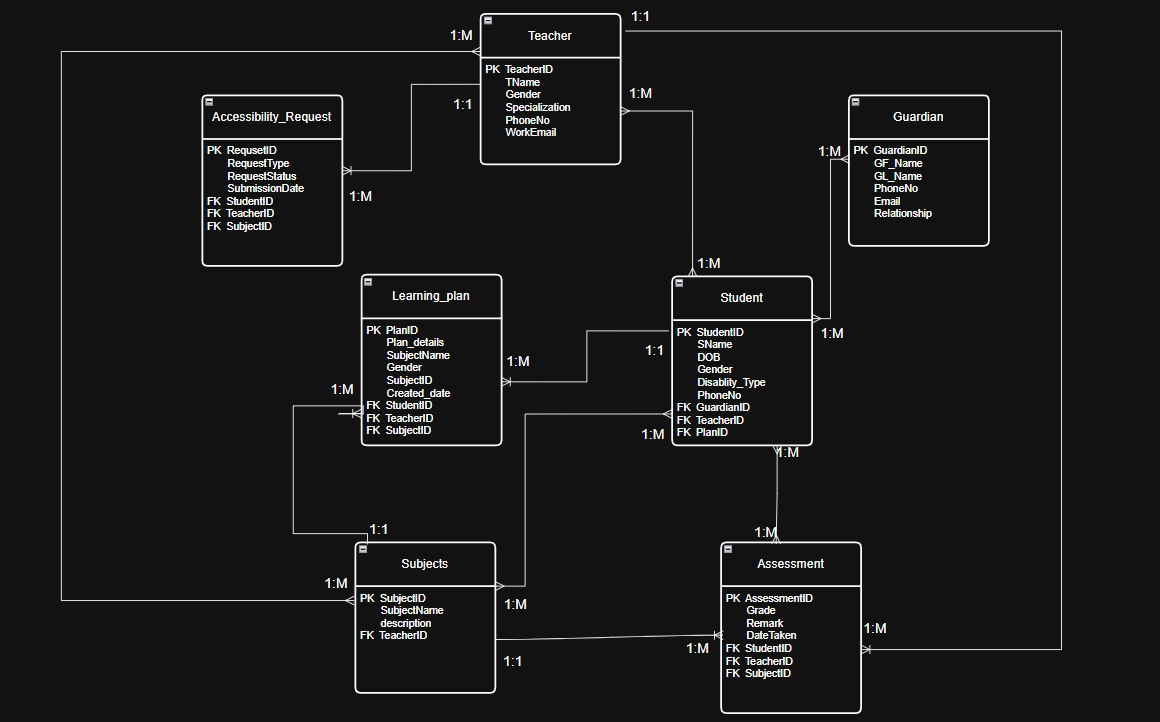 1:1
Teacher
1:M
PK TeacherID
TName
Gender
Specialization
PhoneNo
WorkEmail
1:1
1:M
Accessibility_Request
PK RequsetID
RequestType
RequestStatus
SubmissionDate
FK StudentID
FK TeacherID
FK SubjectID
1:M
Guardian
1:M
PK GuardianID
GF_Name
GL_Name
PhoneNo
Email
Relationship
1:M
Learning_plan
PK PlanID
Plan_details
SubjectName
Gender
SubjectID
Created_date
FK StudentID
FK TeacherID
FK SubjectID
1:M
1:M
Student
PK StudentID
SName
DOB
Gender
Disablity_Type
PhoneNo
FK GuardianID
FK TeacherID
FK PlanID
1:M
1:1
1:M
1:M
1:1
Subjects
1:M
PK SubjectID
SubjectName
description
FK TeacherID
1:M
1:1
1:M
Assessment
PK AssessmentID
Grade
Remark
DateTaken
FK StudentID
FK TeacherID
FK SubjectID
1:M
1:M